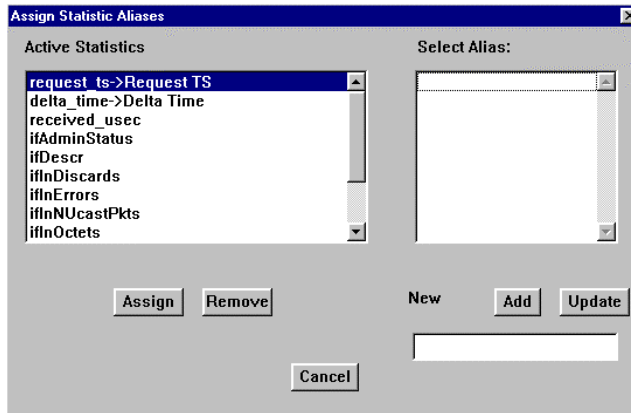 Assign Statistic Aliases
Active Statistics
Select Alias:
request_ts->Request TS
delta_time->Delta Time
received_usec
ifAdminStatus
ifDescr
ifInDiscards
ifInErrors
ifInNUcastPkts
ifInOctets
Assign
Remove
New
Add
Update
Cancel